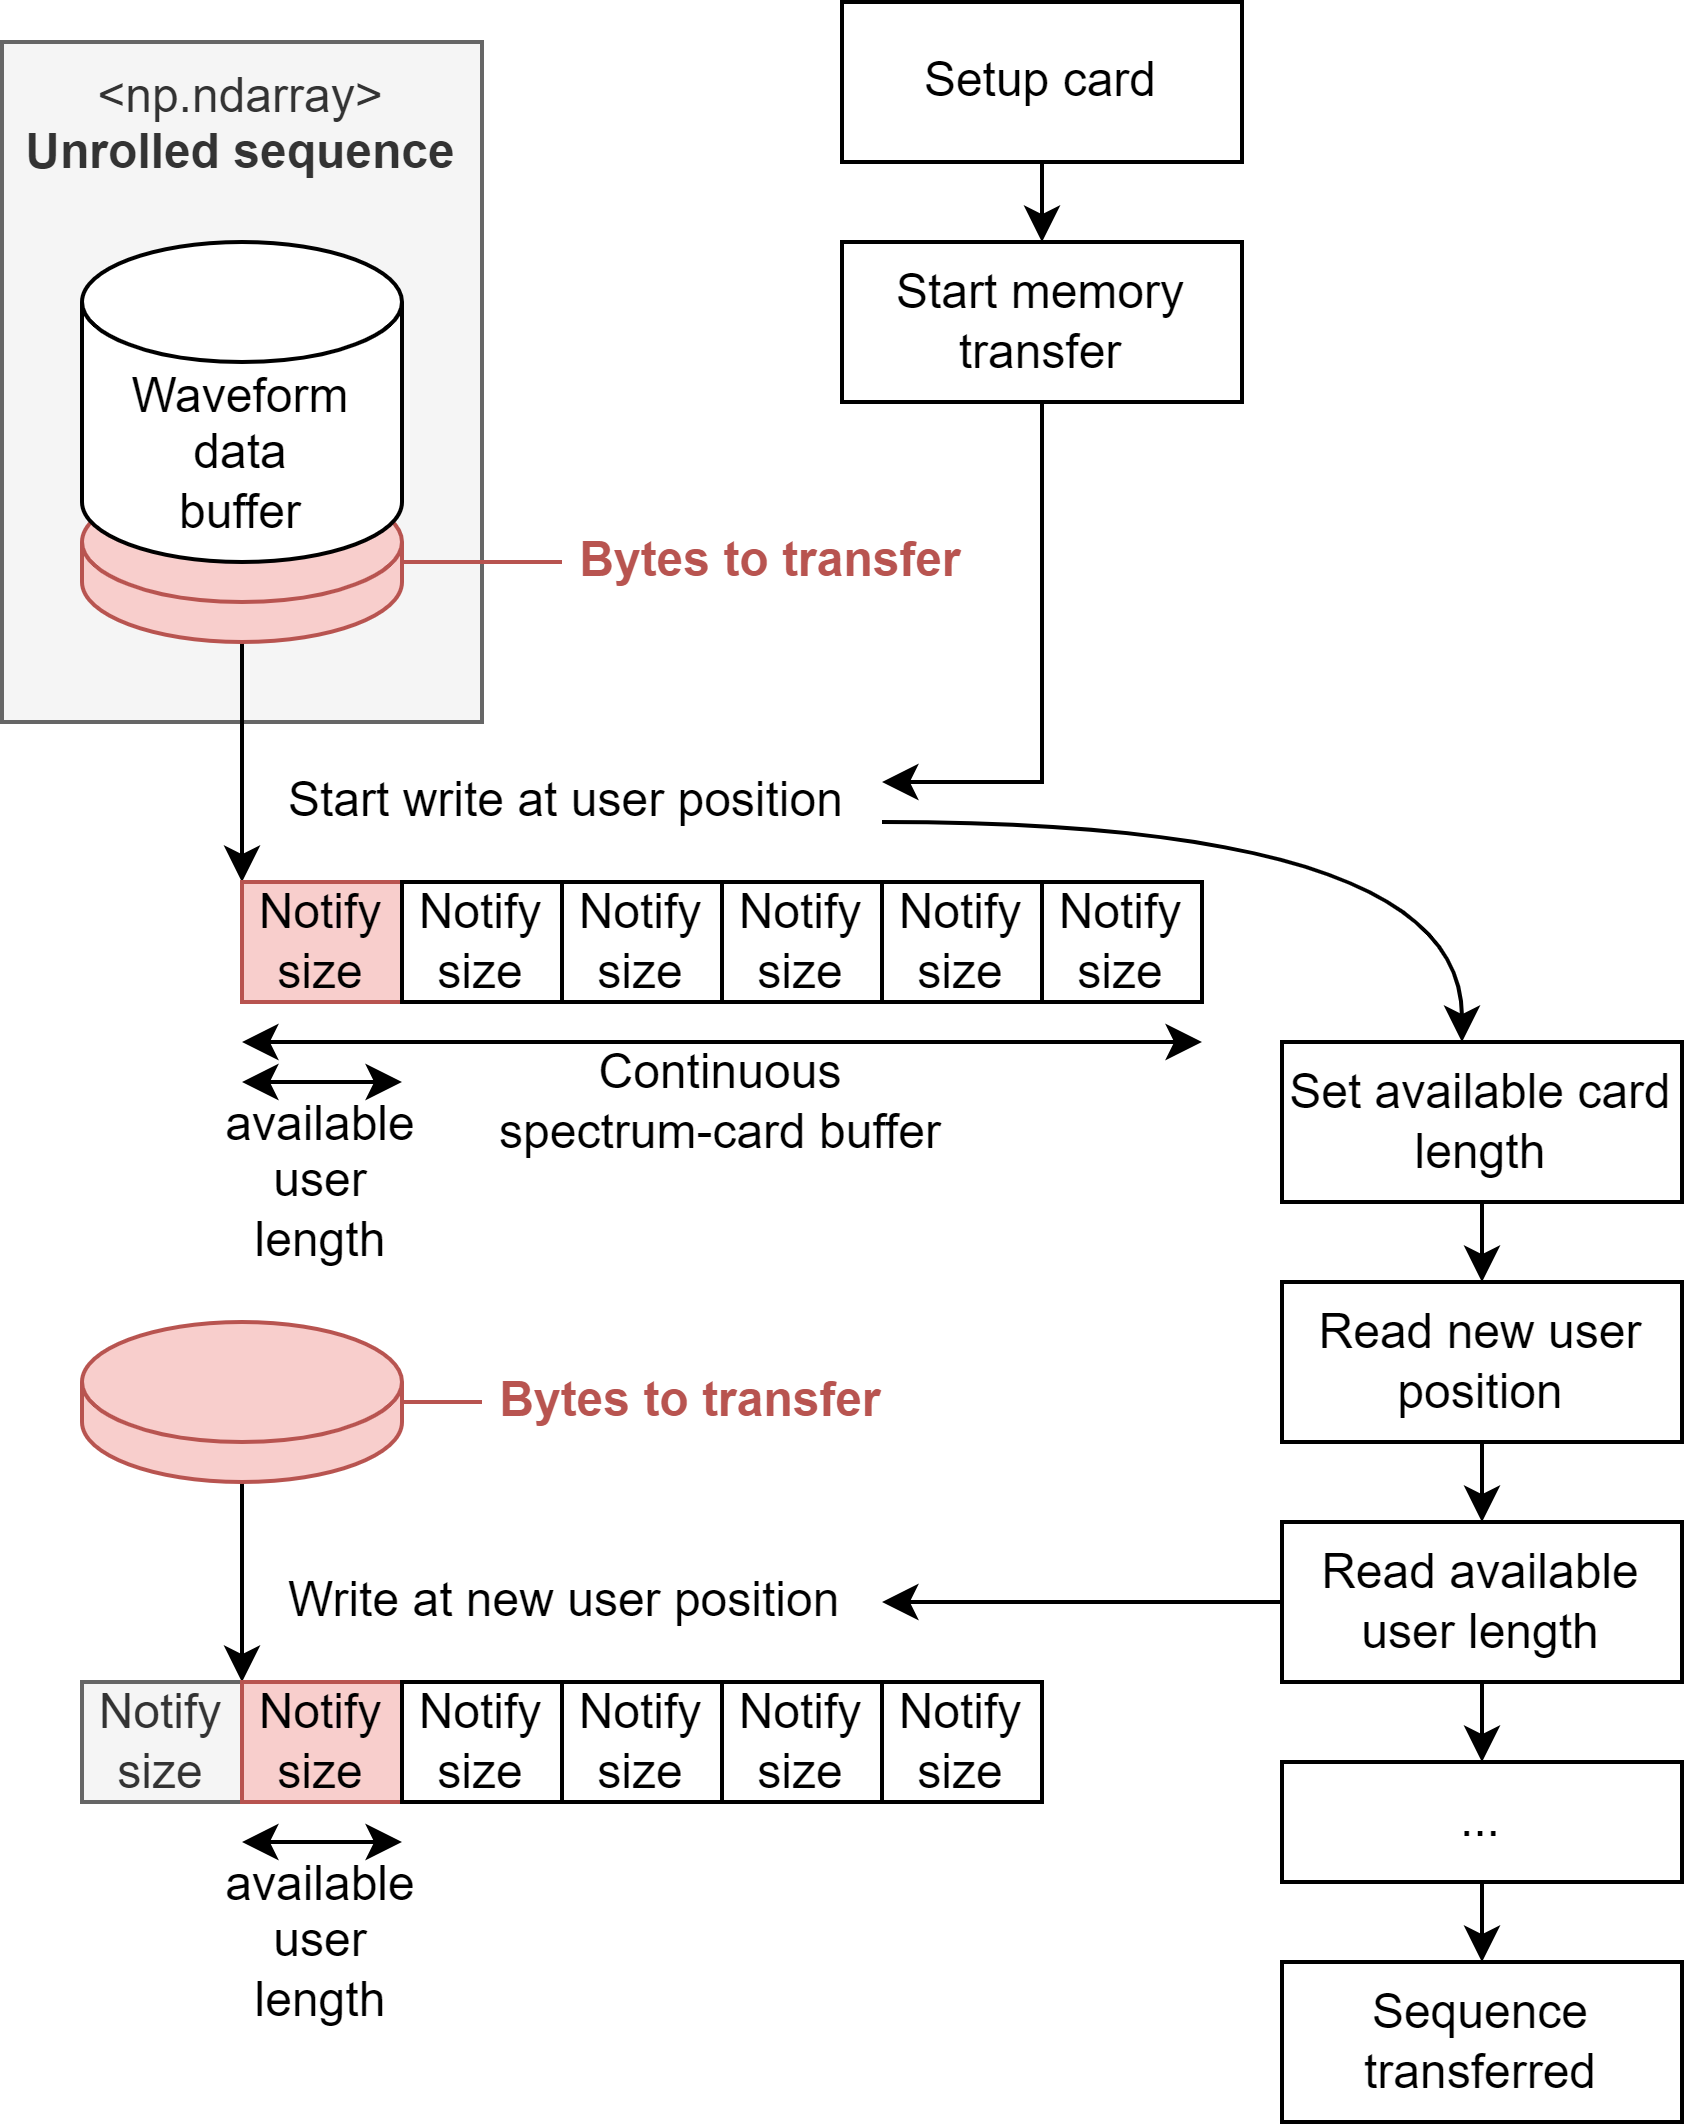 Setup card
<np.ndarray>
Unrolled sequence
Start memory
transfer
Waveform
data
buffer
Bytes to transfer
Start write at user position
Notify
size
Notify
size
Notify
size
Notify
size
Notify
size
Notify
size
Continuous
spectrum-card buffer
available
user
length
Set available card
length
Read new user
position
Bytes to transfer
Read available
user length
Write at new user position
Notify
size
Notify
size
Notify
size
Notify
size
Notify
size
Notify
size
available
user
length
...
Sequence
transferred